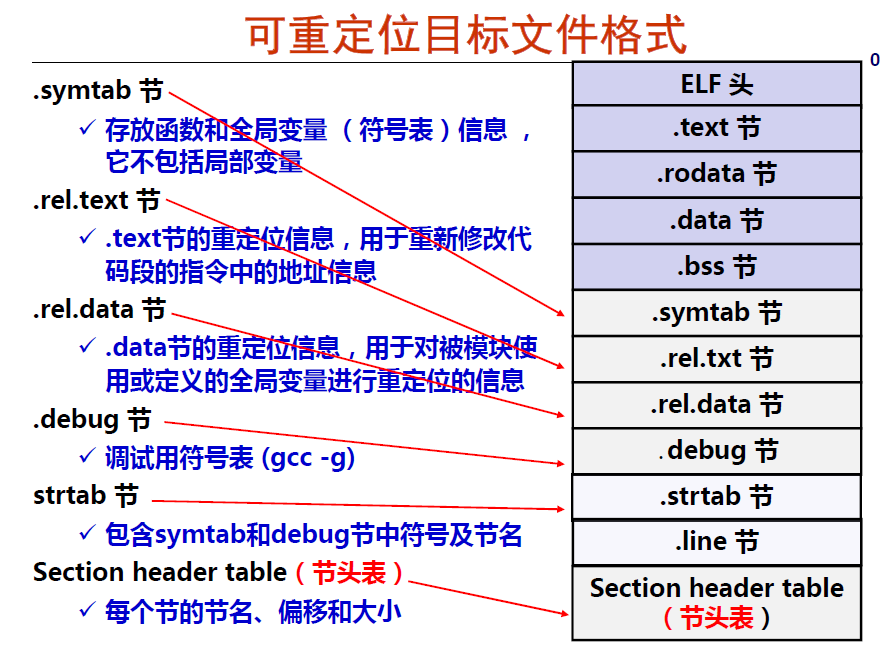 可重定位目标文件格式
.symtab 节
✓ 存放函数和全局变量（符号表）信息 ，
它不包括局部变量
.rel.text 节
✓ .text节的重定位信息，用于重新修改代
码段的指令中的地址信息
.rel.data 节
✓ .data节的重定位信息，用于对被模块使
用或定义的全局变量进行重定位的信息
.debug 节
✓ 调试用符号表 (gcc -g)
strtab 节
✓ 包含symtab和debug节中符号及节名
Section header table（节头表）
✓ 每个节的节名、偏移和大小
0
ELF 头
.text 节
.rodata 节
.data 节
.bss 节
.symtab 节
.rel.txt 节
.rel.data 节
.debug 节
.strtab 节
.line 节
Section header table
（节头表）